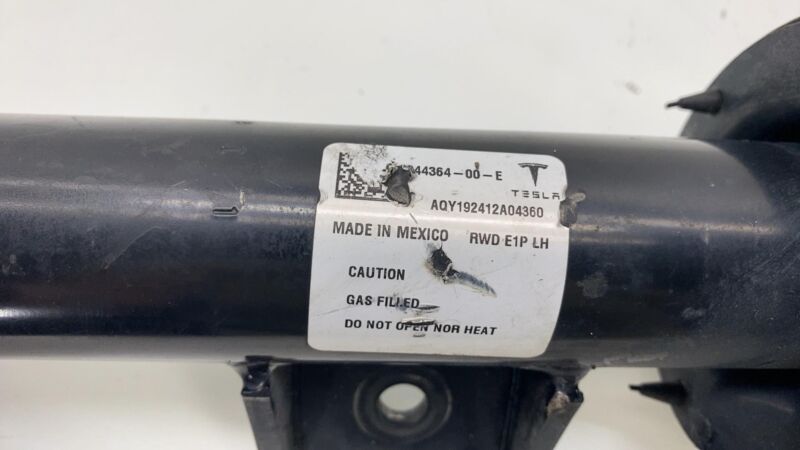 44364-00-E
TESLA
AQY192412A04360
MADE IN MEXICO RWD E1P LH
CAUTION
GAS FILLED
DO NOT OPEN NOR HEAT